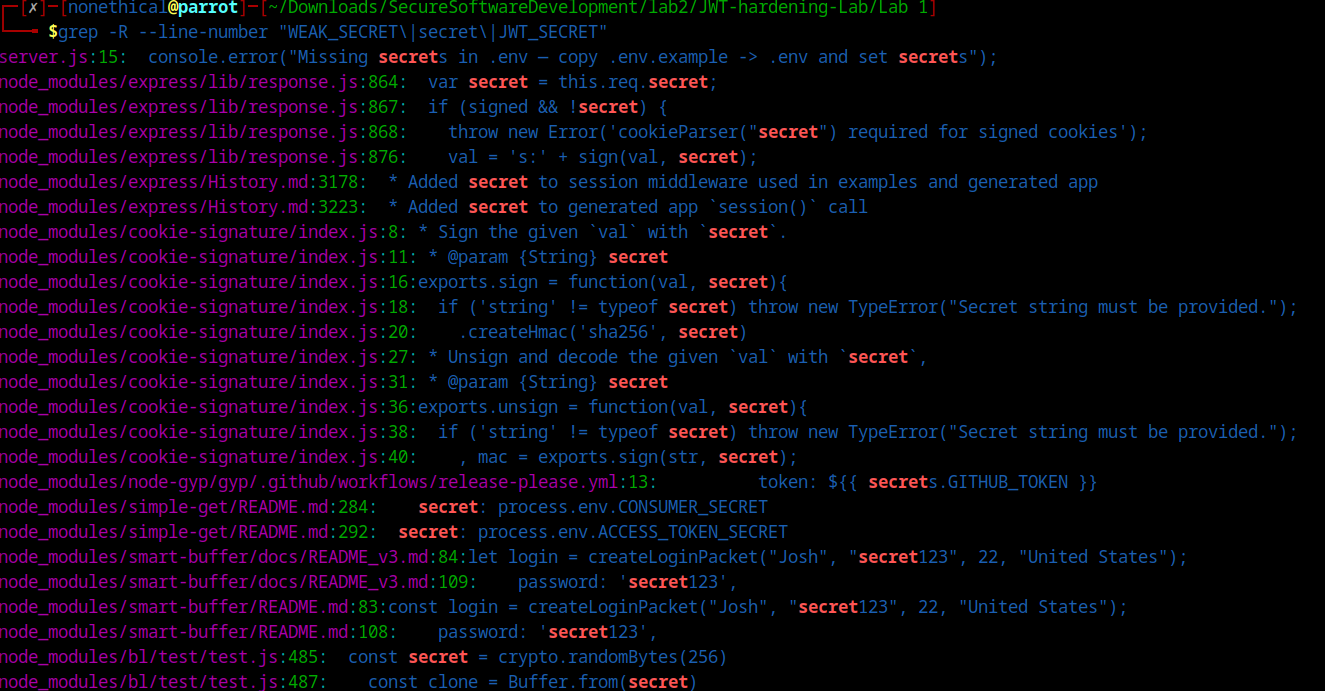 ┌─[✗]─[nonethical@parrot]─[~/Downloads/SecureSoftwareDevelopment/lab2/JWT-hardening-Lab/Lab 1]
└──╼ $grep -R --line-number "WEAK_SECRET\|secret\|JWT_SECRET"
server.js:15:  console.error("Missing secrets in .env — copy .env.example -> .env and set secrets");
node_modules/express/lib/response.js:864:  var secret = this.req.secret;
node_modules/express/lib/response.js:867:  if (signed && !secret) {
node_modules/express/lib/response.js:868:    throw new Error('cookieParser("secret") required for signed cookies');
node_modules/express/lib/response.js:876:    val = 's:' + sign(val, secret);
node_modules/express/History.md:3178:  * Added secret to session middleware used in examples and generated app
node_modules/express/History.md:3223:  * Added secret to generated app `session()` call
node_modules/cookie-signature/index.js:8: * Sign the given `val` with `secret`.
node_modules/cookie-signature/index.js:11: * @param {String} secret
node_modules/cookie-signature/index.js:16:exports.sign = function(val, secret){
node_modules/cookie-signature/index.js:18:  if ('string' != typeof secret) throw new TypeError("Secret string must be provided.");
node_modules/cookie-signature/index.js:20:    .createHmac('sha256', secret)
node_modules/cookie-signature/index.js:27: * Unsign and decode the given `val` with `secret`,
node_modules/cookie-signature/index.js:31: * @param {String} secret
node_modules/cookie-signature/index.js:36:exports.unsign = function(val, secret){
node_modules/cookie-signature/index.js:38:  if ('string' != typeof secret) throw new TypeError("Secret string must be provided.");
node_modules/cookie-signature/index.js:40:    , mac = exports.sign(str, secret);
node_modules/node-gyp/gyp/.github/workflows/release-please.yml:13:          token: ${{ secrets.GITHUB_TOKEN }}
node_modules/simple-get/README.md:284:    secret: process.env.CONSUMER_SECRET
node_modules/simple-get/README.md:292:  secret: process.env.ACCESS_TOKEN_SECRET
node_modules/smart-buffer/docs/README_v3.md:84:let login = createLoginPacket("Josh", "secret123", 22, "United States");
node_modules/smart-buffer/docs/README_v3.md:109:    password: 'secret123',
node_modules/smart-buffer/README.md:83:const login = createLoginPacket("Josh", "secret123", 22, "United States");
node_modules/smart-buffer/README.md:108:    password: 'secret123',
node_modules/bl/test/test.js:485:  const secret = crypto.randomBytes(256)
node_modules/bl/test/test.js:487:    const clone = Buffer.from(secret)